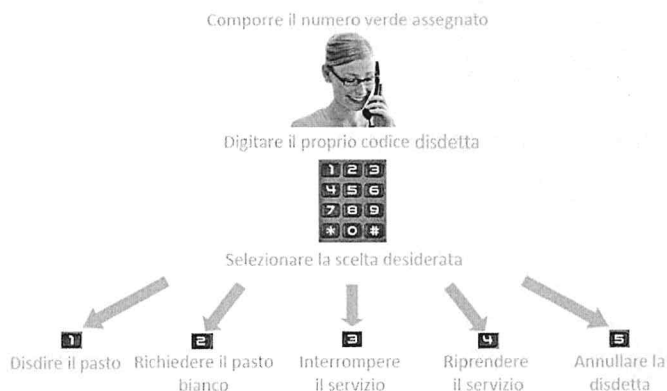 Comporre il numero verde assegnato
Digitare il proprio codice disdetta
1 2 3
4 5 6
7 8 9
* 0 #
Selezionare la scelta desiderata
1 2 3 4 5
Disdire il pasto
Richiedere il pasto
bianco
Interrompere
il servizio
Riprendere
il servizio
Annullare la
disdetta